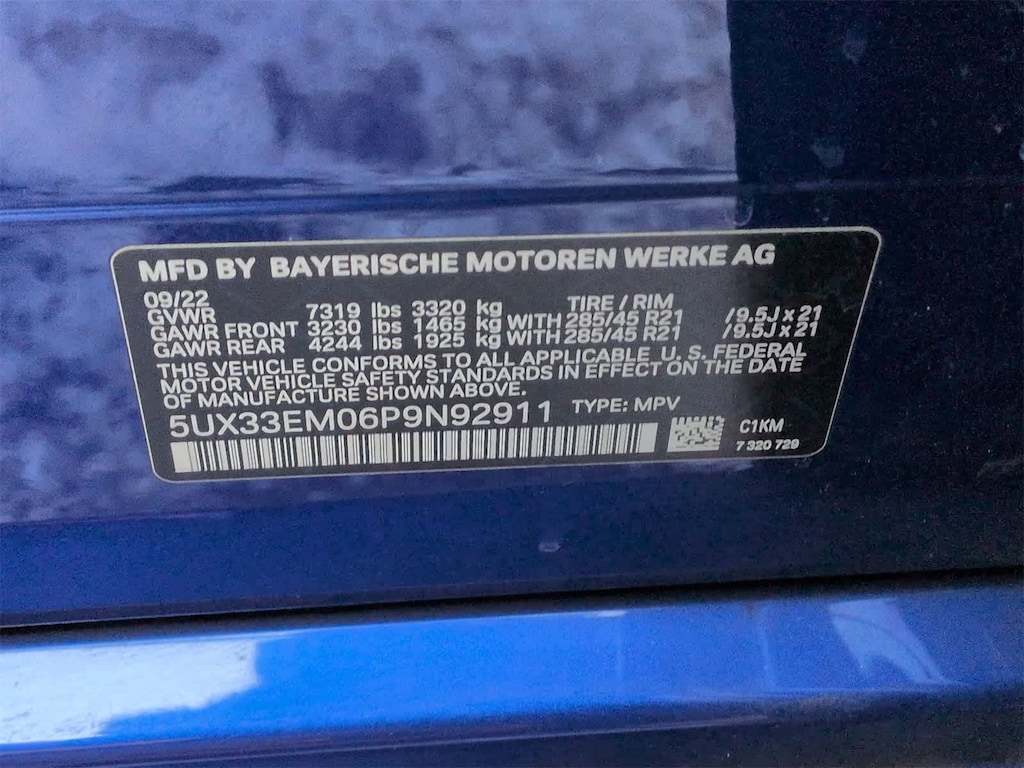 MFD BY BAYERISCHE MOTOREN WERKE AG
09/22
GVWR 7319 lbs 3320 kg TIRE / RIM
GAWR FRONT 3230 lbs 1465 kg WITH 285/45 R21 /9.5J x 21
GAWR REAR 4244 lbs 1925 kg WITH 285/45 R21 /9.5J x 21
THIS VEHICLE CONFORMS TO ALL APPLICABLE U. S. FEDERAL
MOTOR VEHICLE SAFETY STANDARDS IN EFFECT ON THE DATE
OF MANUFACTURE SHOWN ABOVE.
5UX33EM06P9N92911 TYPE: MPV
C1KM
7 320 729